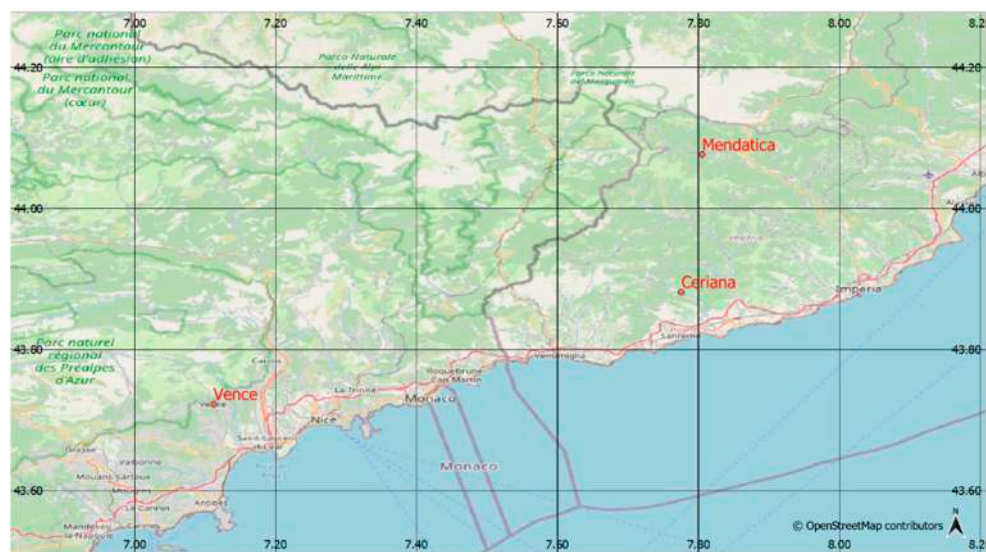 7.00 7.20 7.40 7.60 7.80 8.00 8.2
Parc national
du Mercantour
(aire d'adhésion)
Parc national
du Mercantour
(cœur)
Parco Naturale
delle Alpi
Marittime
Parco Naturale
44.20 44.20
Mendatica
44.00 44.00
Ceriana
Imperia
Sanremo
43.80 43.80
Ventimiglia
Parc naturel
régional
des Préalpes
d'Azur
Carros
Roquebrune
Cap Martin
La Trinité
Monaco
Vence
Vence
Nice
Saint-Laurent
du-Var
Grasse
Valbonne
Mouans Sartoux
Mougins
Monaco
43.60 43.60
Le Cannet
Antibes
Cannes
Mandelieu
la Napoule
© OpenStreetMap contributors
N
7.00 7.20 7.40 7.60 7.80 8.00 8.2